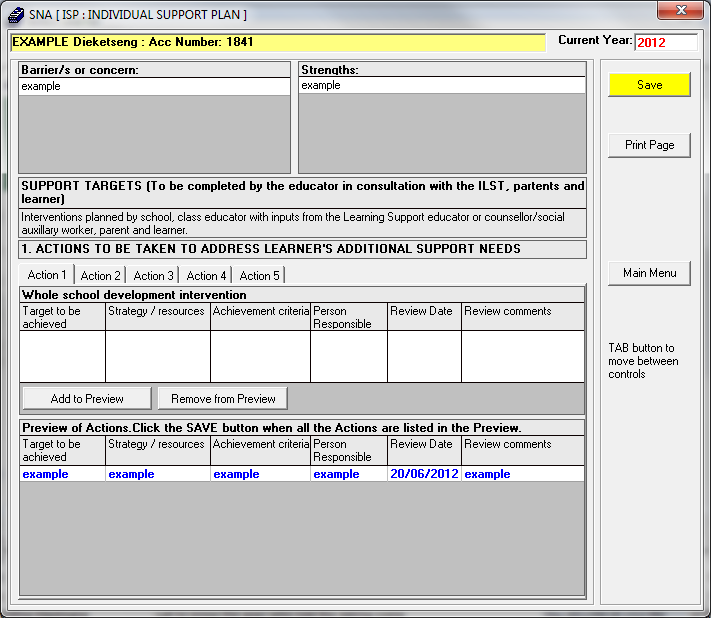 SNA [ ISP : INDIVIDUAL SUPPORT PLAN ]
EXAMPLE Dieketseng : Acc Number: 1841
Current Year: 2012
Barrier/s or concern:
example
Strengths:
example
Save
Print Page
Main Menu
TAB button to
move between
controls
SUPPORT TARGETS (To be completed by the educator in consultation with the ILST, partents and
learner)
Interventions planned by school, class educator with inputs from the Learning Support educator or counsellor/social
auxillary worker, parent and learner.
1. ACTIONS TO BE TAKEN TO ADDRESS LEARNER'S ADDITIONAL SUPPORT NEEDS
Action 1 Action 2 Action 3 Action 4 Action 5
Whole school development intervention
Target to be Strategy / resources Achievement criteria Person Review Date Review comments
achieved Responsible
Add to Preview Remove from Preview
Preview of Actions.Click the SAVE button when all the Actions are listed in the Preview.
Target to be Strategy / resources Achievement criteria Person Review Date Review comments
achieved Responsible
example example example example 20/06/2012 example